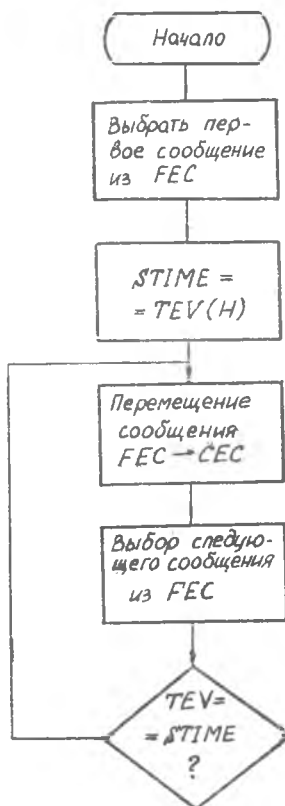 Начало
Выбрать пер-
вое сообщение
из FEC
STIME =
= TEV(H)
Перемещение
сообщения
FEC → CEC
Выбор следую-
щего сообщения
из FEC
TEV=
= STIME
?